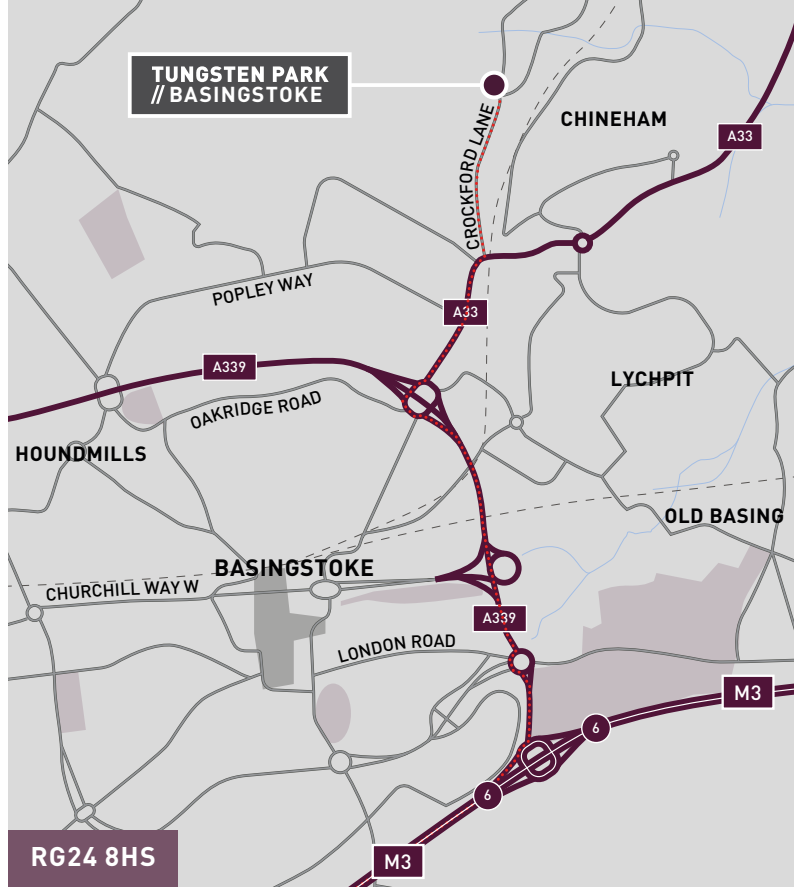 TUNGSTEN PARK
// BASINGSTOKE
CHINEHAM
A33
CROCKFORD LANE
POPLEY WAY
A33
A339
LYCHPIT
OAKRIDGE ROAD
HOUNDMILLS
OLD BASING
BASINGSTOKE
CHURCHILL WAY W
A339
LONDON ROAD
M3
6
6
RG24 8HS
M3